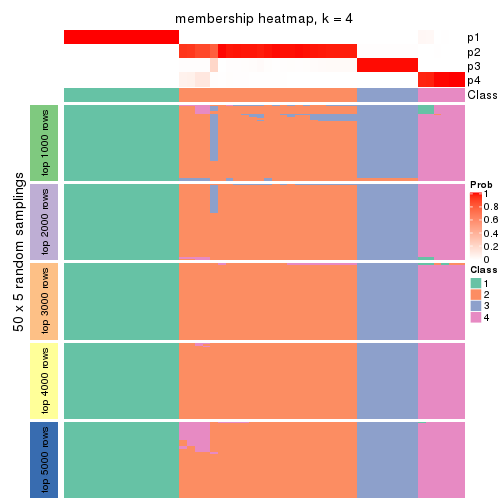 membership heatmap, k = 4
p1
p2
p3
p4
Class
50 x 5 random samplings
top 1000 rows
top 2000 rows
top 3000 rows
top 4000 rows
top 5000 rows
Prob
1
0.8
0.6
0.4
0.2
0
Class
1
2
3
4